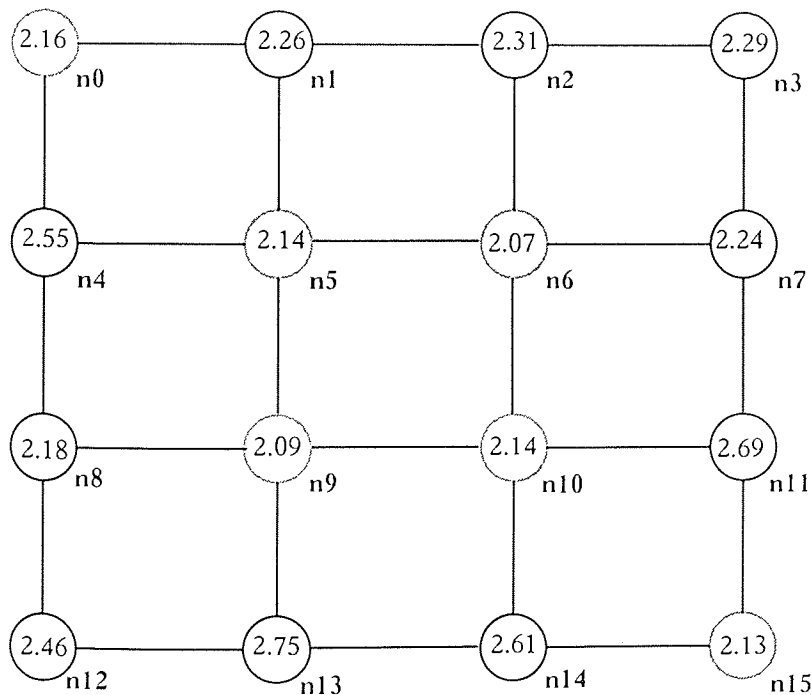 2.16 2.26 2.31 2.29
n0 n1 n2 n3
2.55 2.14 2.07 2.24
n4 n5 n6 n7
2.18 2.09 2.14 2.69
n8 n9 n10 n11
2.46 2.75 2.61 2.13
n12 n13 n14 n15